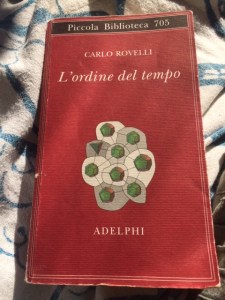 Piccola Biblioteca 705
CARLO ROVELLI
L'ordine del tempo
ADELPHI